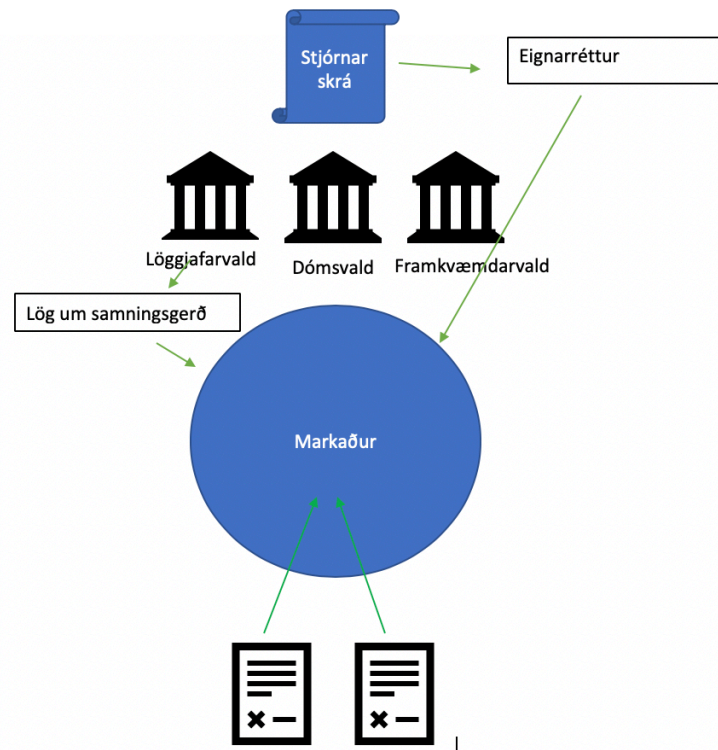 Stjórnar
skrá
Eignarréttur
Löggjafarvald
Dómsvald
Framkvæmdarvald
Lög um samningsgerð
Markaður